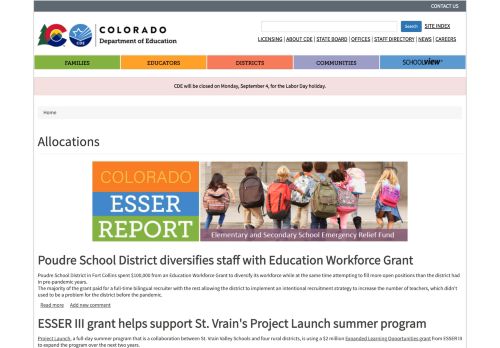 CONTACT US
COLORADO
Department of Education
CDE
Search
SITE INDEX
LICENSING | ABOUT CDE | STATE BOARD | OFFICES | STAFF DIRECTORY | NEWS | CAREERS
FAMILIES
EDUCATORS
DISTRICTS
COMMUNITIES
SCHOOLVIEW
CDE will be closed on Monday, September 4, for the Labor Day holiday.
Home
Allocations
COLORADO
ESSER
REPORT
Elementary and Secondary School Emergency Relief Fund
Poudre School District diversifies staff with Education Workforce Grant
Poudre School District in Fort Collins spent $100,000 from an Education Workforce Grant to diversify its workforce while at the same time attempting to fill more open positions than the district had
in pre-pandemic years.
The majority of the grant paid for a full-time bilingual recruiter with the rest allowing the district to implement an intentional recruitment strategy to increase the number of teachers, which didn't
used to be a problem for the district before the pandemic.
Read more Add new comment
ESSER III grant helps support St. Vrain's Project Launch summer program
Project Launch, a full-day summer program that is a collaboration between St. Vrain Valley Schools and four rural districts, is using a $2 million Expanded Learning Opportunities grant from ESSER III
to expand the program over the next two years.